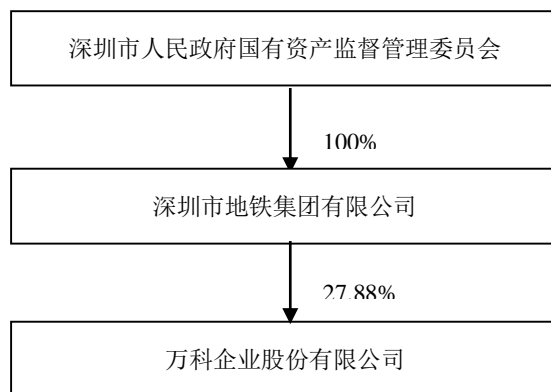 深圳市人民政府国有资产监督管理委员会
100%
深圳市地铁集团有限公司
27.88%
万科企业股份有限公司